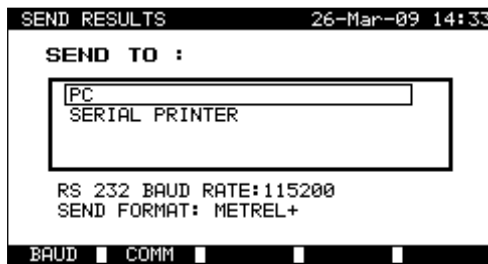 SEND RESULTS 26-Mar-09 14:33
SEND TO :
PC
SERIAL PRINTER
RS 232 BAUD RATE:115200
SEND FORMAT: METREL+
BAUD COMM